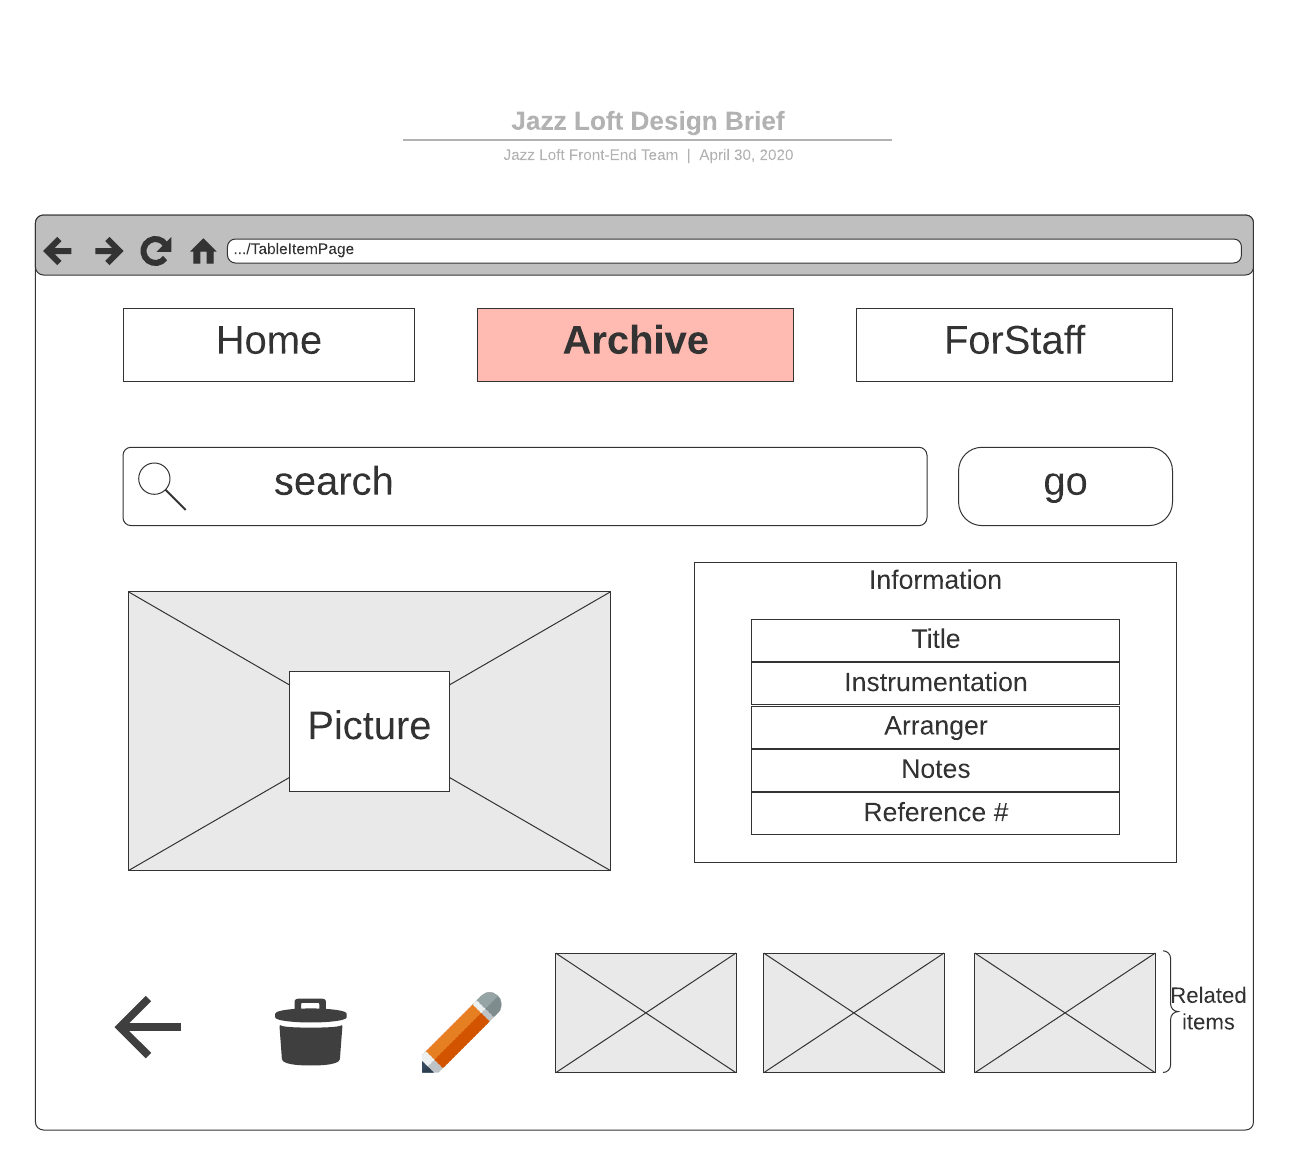 Jazz Loft Design Brief
Jazz Loft Front-End Team | April 30, 2020
.../TableItemPage
Home
Archive
ForStaff
search
go
Picture
Information
Title
Instrumentation
Arranger
Notes
Reference #
Related
items